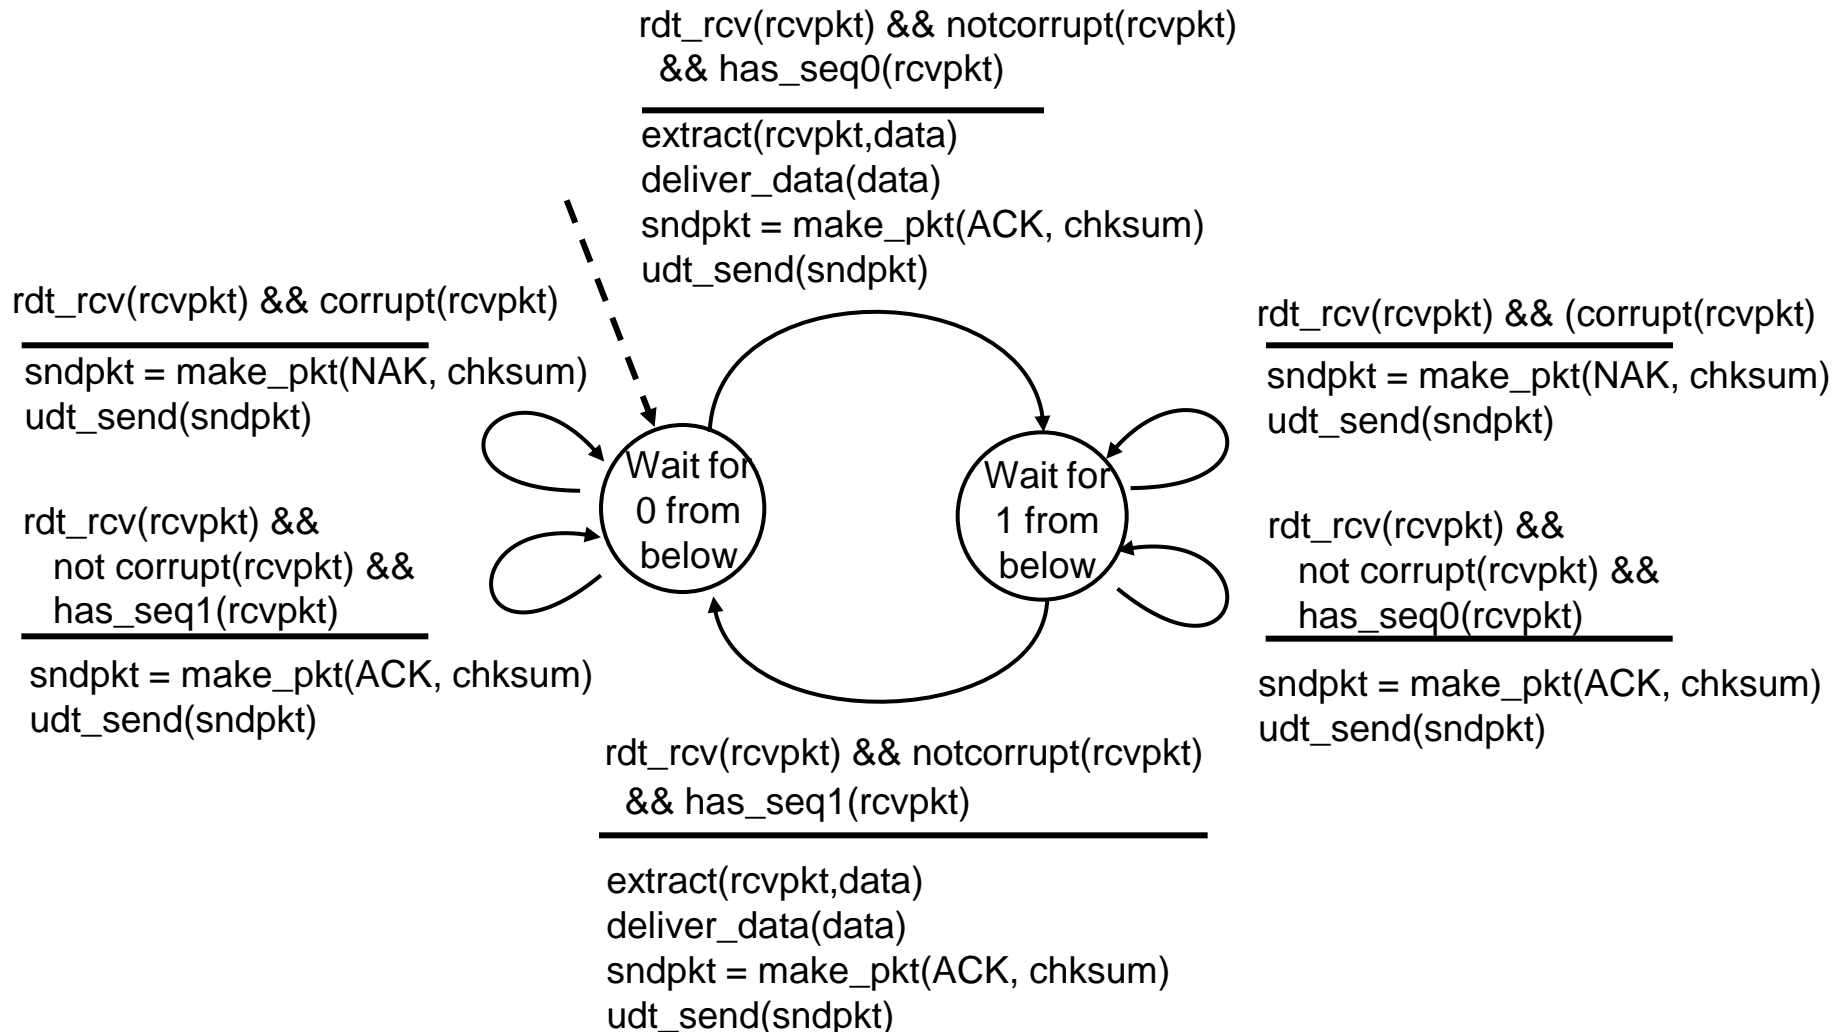 rdt_rcv(rcvpkt) && notcorrupt(rcvpkt)
&& has_seq0(rcvpkt)
extract(rcvpkt,data)
deliver_data(data)
sndpkt = make_pkt(ACK, chksum)
udt_send(sndpkt)
rdt_rcv(rcvpkt) && corrupt(rcvpkt)
sndpkt = make_pkt(NAK, chksum)
udt_send(sndpkt)
rdt_rcv(rcvpkt) &&
not corrupt(rcvpkt) &&
has_seq1(rcvpkt)
sndpkt = make_pkt(ACK, chksum)
udt_send(sndpkt)
Wait for
0 from
below
Wait for
1 from
below
rdt_rcv(rcvpkt) && (corrupt(rcvpkt)
sndpkt = make_pkt(NAK, chksum)
udt_send(sndpkt)
rdt_rcv(rcvpkt) &&
not corrupt(rcvpkt) &&
has_seq0(rcvpkt)
sndpkt = make_pkt(ACK, chksum)
udt_send(sndpkt)
rdt_rcv(rcvpkt) && notcorrupt(rcvpkt)
&& has_seq1(rcvpkt)
extract(rcvpkt,data)
deliver_data(data)
sndpkt = make_pkt(ACK, chksum)
udt_send(sndpkt)